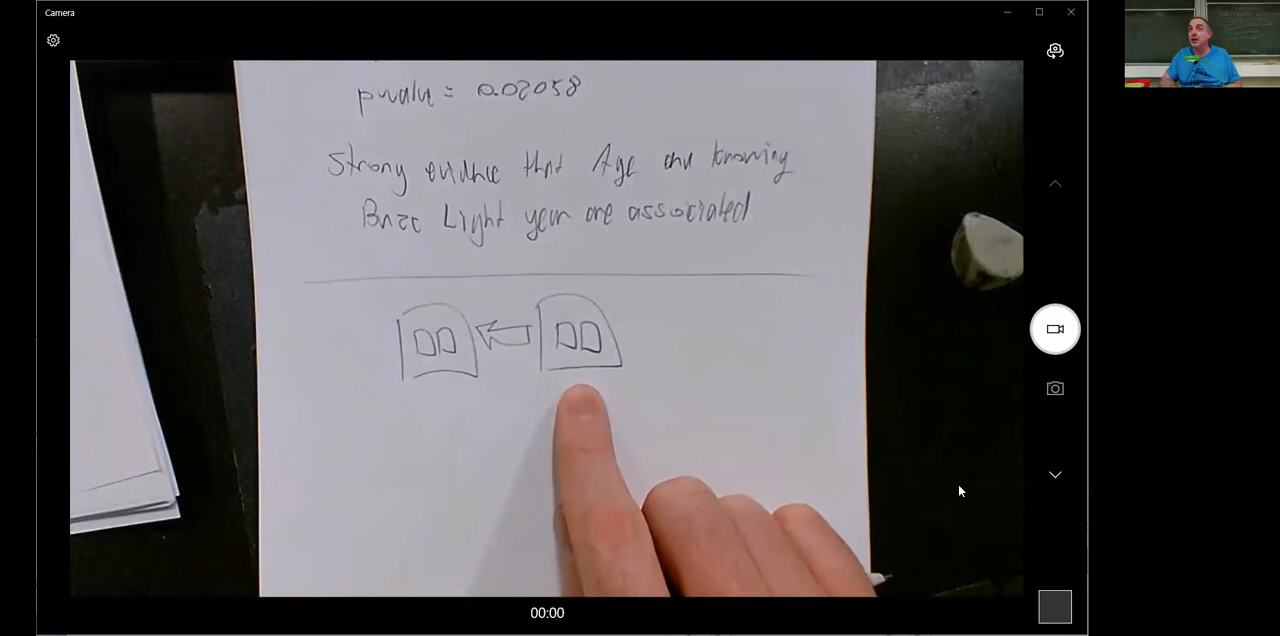 Camera
pvalu = 0.02058
Strong evidence that Age and knowing
Buzz Light year are associated
00:00